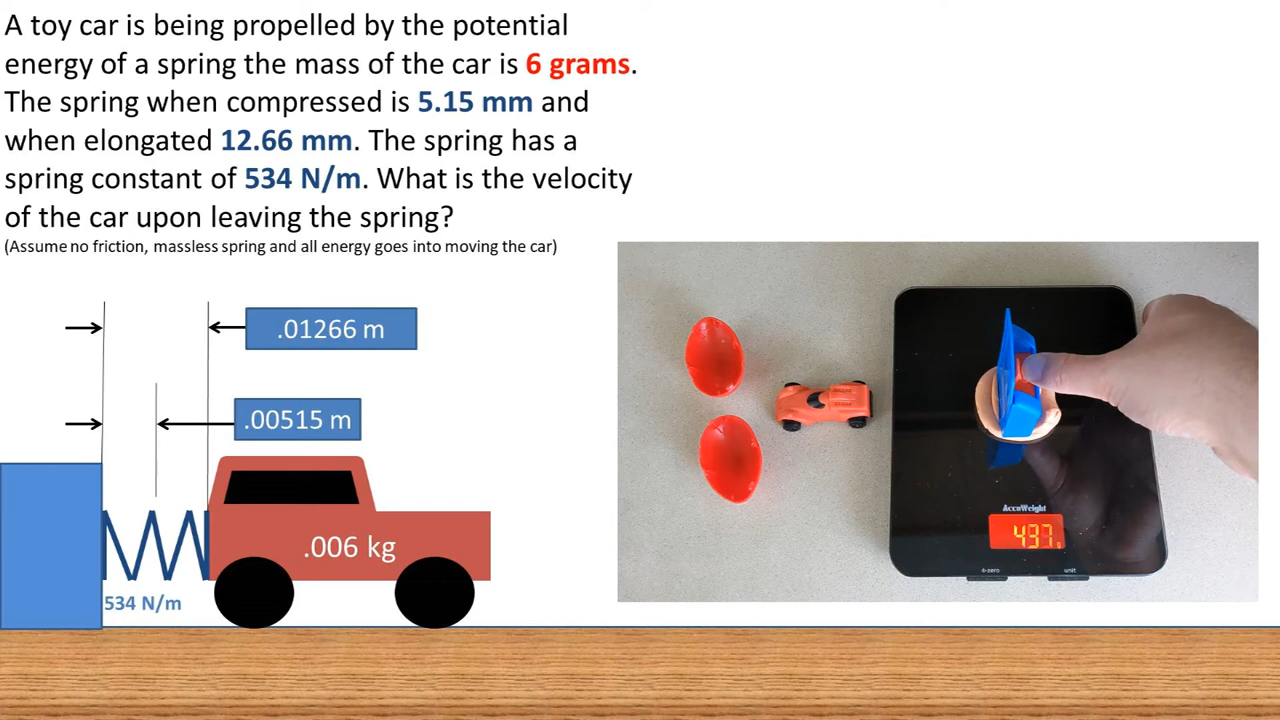 A toy car is being propelled by the potential
energy of a spring the mass of the car is 6 grams.
The spring when compressed is 5.15 mm and
when elongated 12.66 mm. The spring has a
spring constant of 534 N/m. What is the velocity
of the car upon leaving the spring?
(Assume no friction, massless spring and all energy goes into moving the car)
.01266 m
.00515 m
.006 kg
534 N/m
AccuWeight
497g
zero
unit